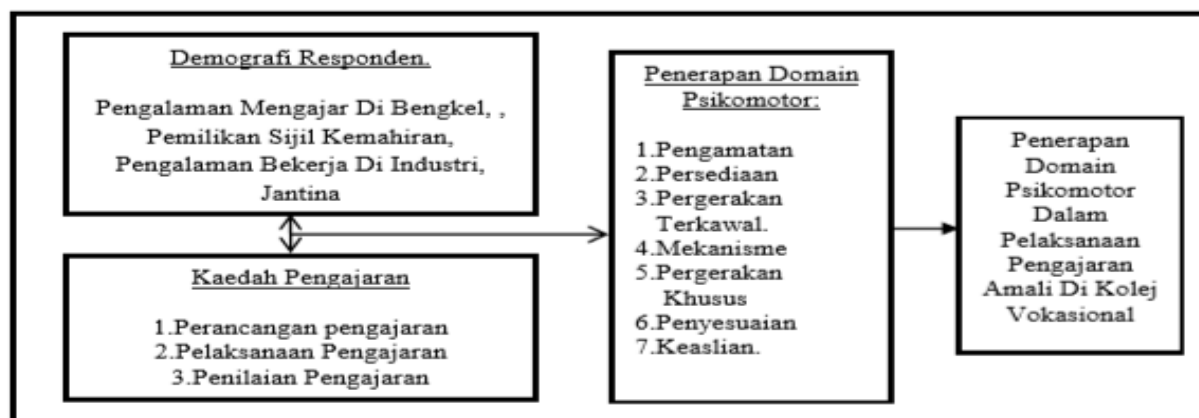 Demografi Responden.
Pengalaman Mengajar Di Bengkel, ,
Pemilikan Sijil Kemahiran,
Pengalaman Bekerja Di Industri,
Jantina
Kaedah Pengajaran
1.Perancangan pengajaran
2.Pelaksanaan Pengajaran
3.Penilaian Pengajaran
Penerapan Domain
Psikomotor:
1.Pengamatan
2.Persediaan
3.Pergerakan
Terkawal.
4.Mekanisme
5.Pergerakan
Khusus
6.Penyesuaian
7.Keaslian.
Penerapan
Domain
Psikomotor
Dalam
Pelaksanaan
Pengajaran
Amali Di Kolej
Vokasional